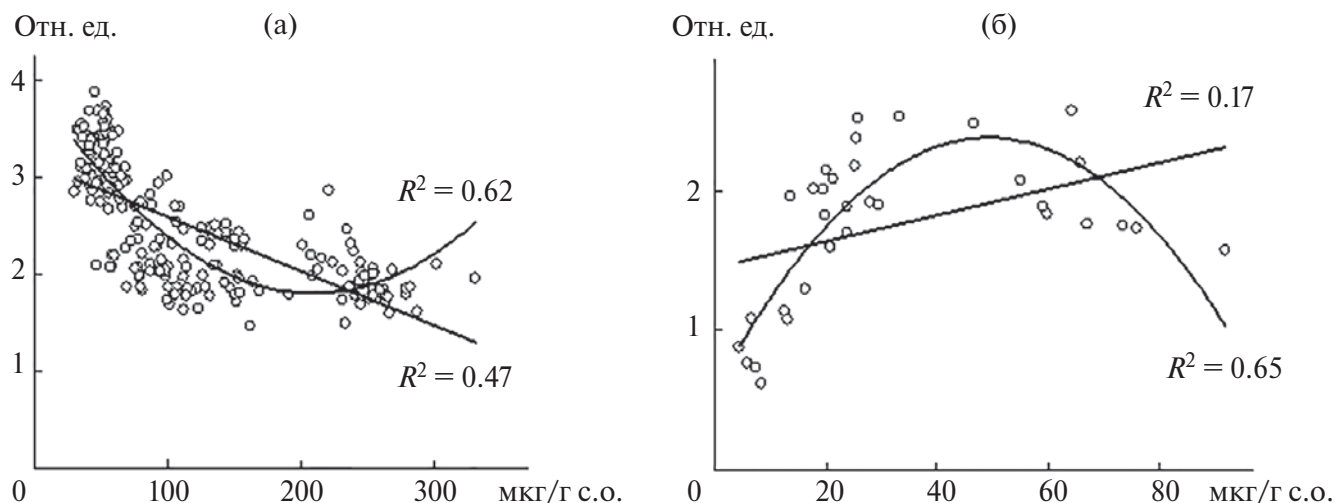 Отн. ед.
(а)
4
3
2
1
0
100
200
300
мкг/г с.о.
R² = 0.62
R² = 0.47
Отн. ед.
(б)
2
1
0
20
40
60
80
мкг/г с.о.
R² = 0.17
R² = 0.65